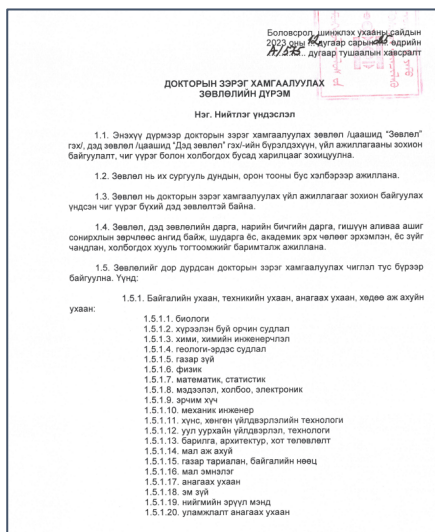 Боловсрол, шинжлэх ухааны сайдын
2023 оны 12 дугаар сарын 25 өдрийн
A/575 дугаар тушаалын хавсралт
ДОКТОРЫН ЗЭРЭГ ХАМГААЛУУЛАХ
ЗӨВЛӨЛИЙН ДҮРЭМ
Нэг. Нийтлэг үндэслэл
1.1. Энэхүү дүрмээр докторын зэрэг хамгаалуулах зөвлөл /цаашид “Зөвлөл”
гэх/, дэд зөвлөл /цаашид “Дэд зөвлөл” гэх/-ийн бүрэлдэхүүн, үйл ажиллагааны зохион
байгуулалт, чиг үүрэг болон холбогдох бусад харилцааг зохицуулна.
1.2. Зөвлөл нь их сургууль дундын, орон тооны бус хэлбэрээр ажиллана.
1.3. Зөвлөл нь докторын зэрэг хамгаалуулах үйл ажиллагааг зохион байгуулах
үндсэн чиг үүрэг бүхий дэд зөвлөлтэй байна.
1.4. Зөвлөл, дэд зөвлөлийн дарга, нарийн бичгийн дарга, гишүүн аливаа ашиг
сонирхлын зөрчлөөс ангид байж, шударга ёс, академик эрх чөлөөг эрхэмлэн, ёс зүйг
чандлан, холбогдох хууль тогтоомжийг баримталж ажиллана.
1.5. Зөвлөлийг дор дурдсан докторын зэрэг хамгаалуулах чиглэл тус бүрээр
байгуулна. Үүнд:
1.5.1. Байгалийн ухаан, техникийн ухаан, анагаах ухаан, хөдөө аж ахуйн
ухаан:
1.5.1.1. биологи
1.5.1.2. хүрээлэн буй орчин судлал
1.5.1.3. хими, химийн инженерчлэл
1.5.1.4. геологи-эрдэс судлал
1.5.1.5. газар зүй
1.5.1.6. физик
1.5.1.7. математик, статистик
1.5.1.8. мэдээлэл, холбоо, электроник
1.5.1.9. эрчим хүч
1.5.1.10. механик инженер
1.5.1.11. хүнс, хөнгөн үйлдвэрлэлийн технологи
1.5.1.12. уул уурхайн үйлдвэрлэл, технологи
1.5.1.13. барилга, архитектур, хот төлөвлөлт
1.5.1.14. мал аж ахуй
1.5.1.15. газар тариалан, байгалийн нөөц
1.5.1.16. мал эмнэлэг
1.5.1.17. анагаах ухаан
1.5.1.18. эм зүй
1.5.1.19. нийгмийн эрүүл мэнд
1.5.1.20. уламжлалт анагаах ухаан